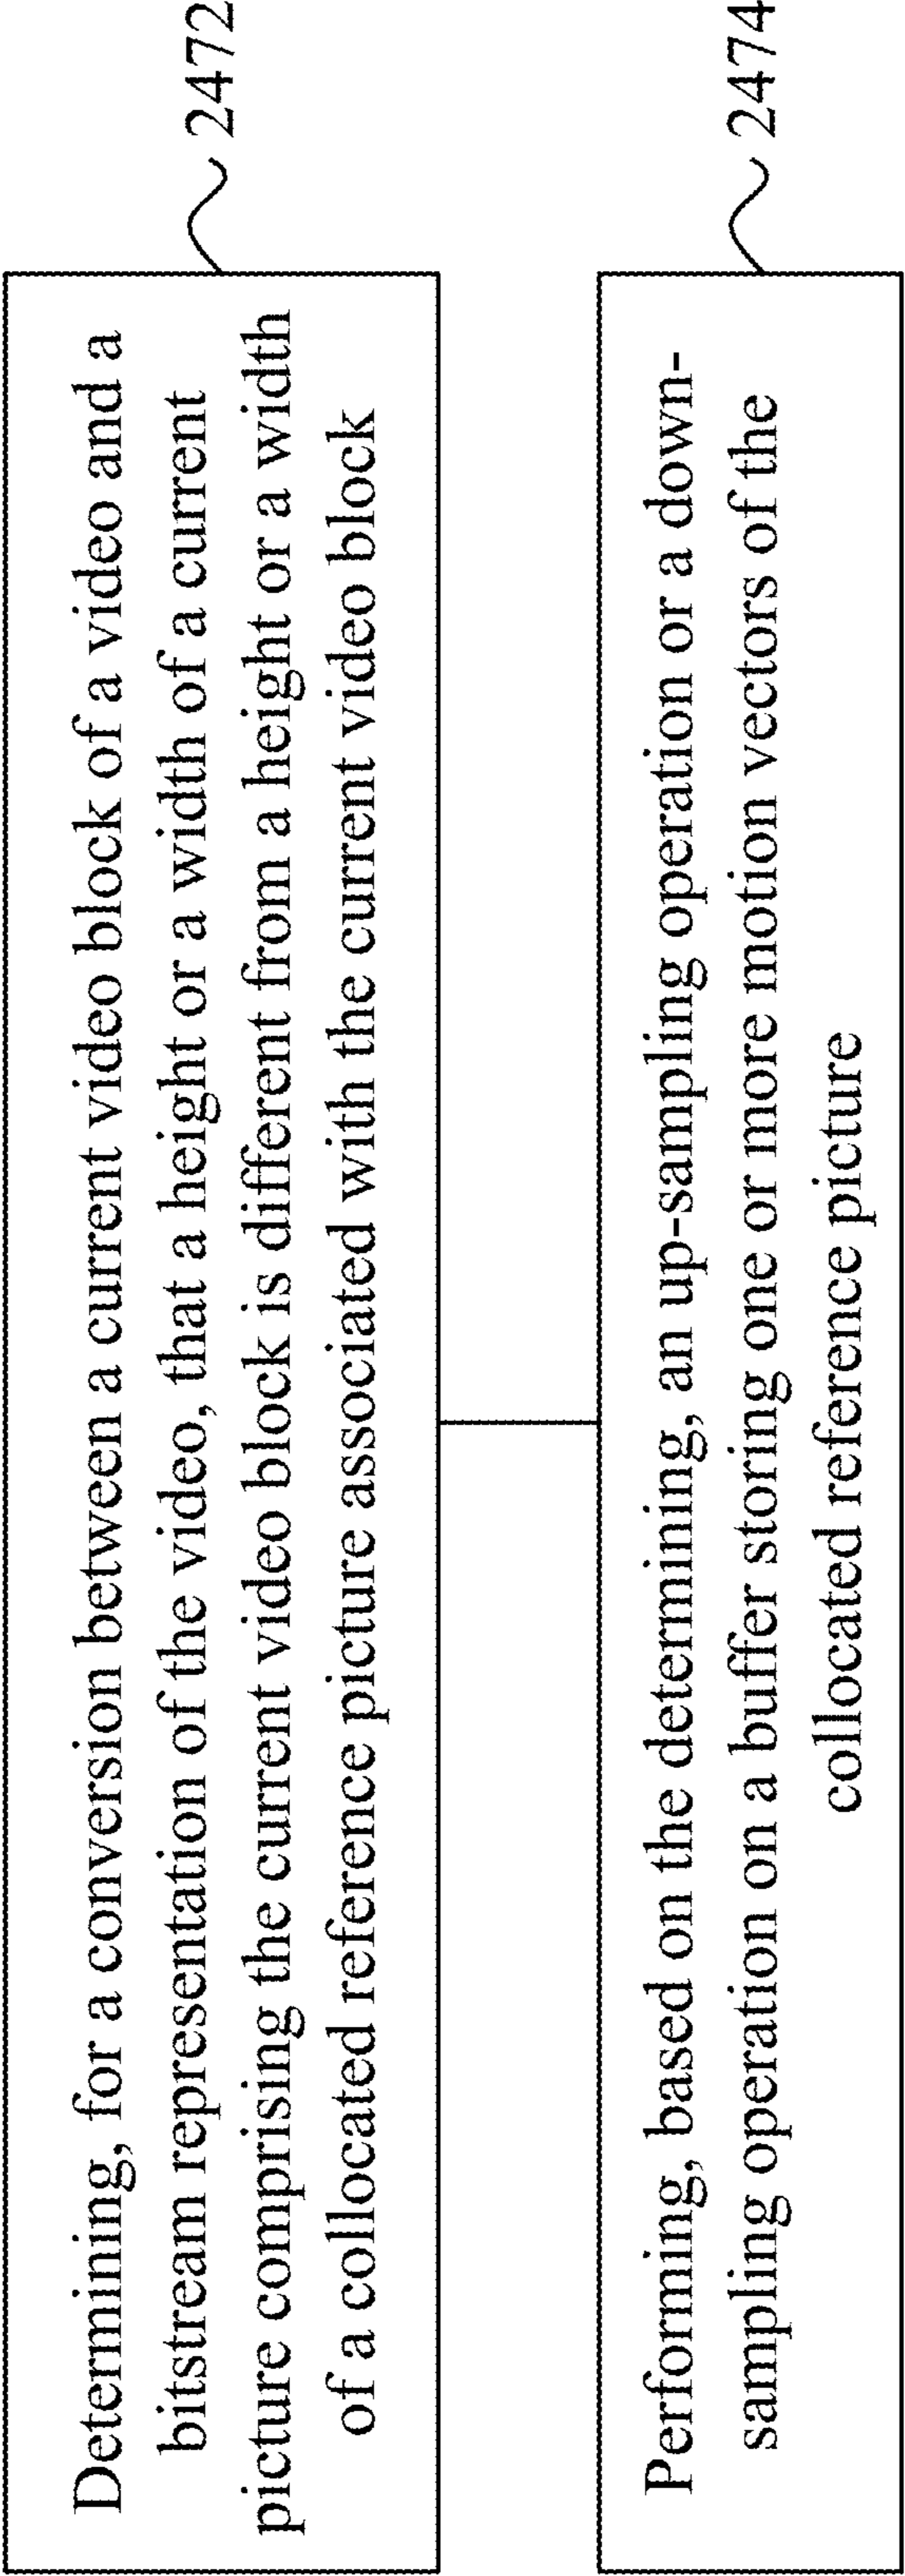 Determining, for a conversion between a current video block of a video and a
bitstream representation of the video, that a height or a width of a current
picture comprising the current video block is different from a height or a width
of a collocated reference picture associated with the current video block
2472
Performing, based on the determining, an up-sampling operation or a down-
sampling operation on a buffer storing one or more motion vectors of the
collocated reference picture
2474